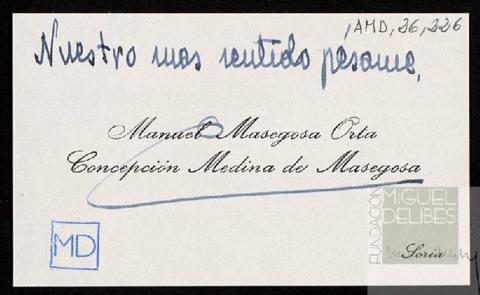 AMD, 36, 226
Nuestro mas sentido pésame,
Manuel Masegosa Orta
Concepción Medina de Masegosa
FUNDACIÓN
MIGUEL
DELIBES
MD
Soria